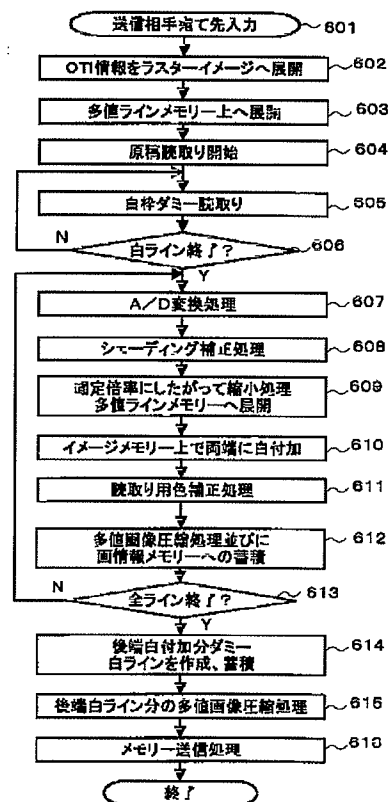 送信相手宛て先入力
601
OTI情報をラスターイメージへ展開
602
多値ラインメモリー上へ展開
603
原稿読取り開始
604
白枠ダミー読取り
605
N
白ライン終了?
606
Y
A/D変換処理
607
シェーディング補正処理
608
固定倍率にしたがって縮小処理
多値ラインメモリーへ展開
609
イメージメモリー上で両端に白付加
610
読取り用色補正処理
611
多値画像圧縮処理並びに
画情報メモリーへの蓄積
612
N
全ライン終了?
613
Y
後端白付加分ダミー
白ラインを作成、蓄積
614
後端白ライン分の多値画像圧縮処理
615
メモリー送信処理
616
終了